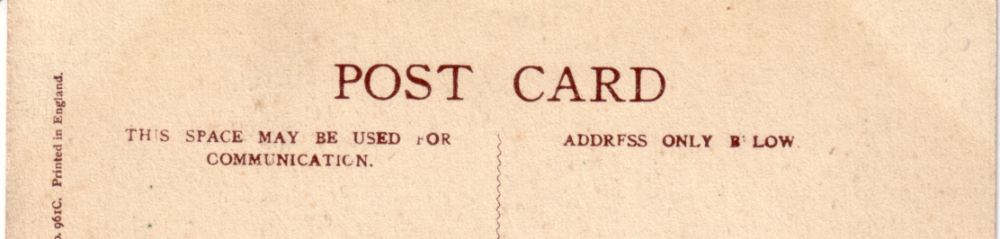 POST CARD
THIS SPACE MAY BE USED FOR
COMMUNICATION.
ADDRESS ONLY BELOW.
961C. Printed in England.